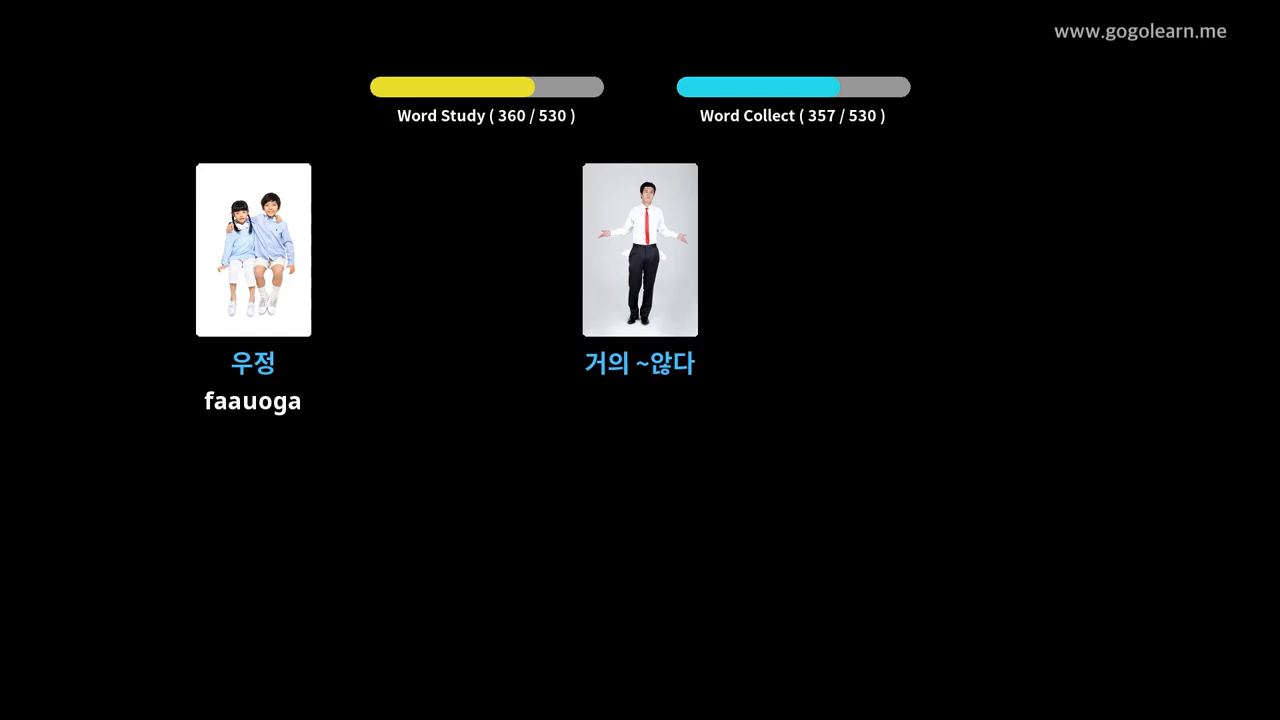 www.gogolearn.me
Word Study ( 360 / 530 )
Word Collect ( 357 / 530 )
우정
거의 ~않다
faauoga